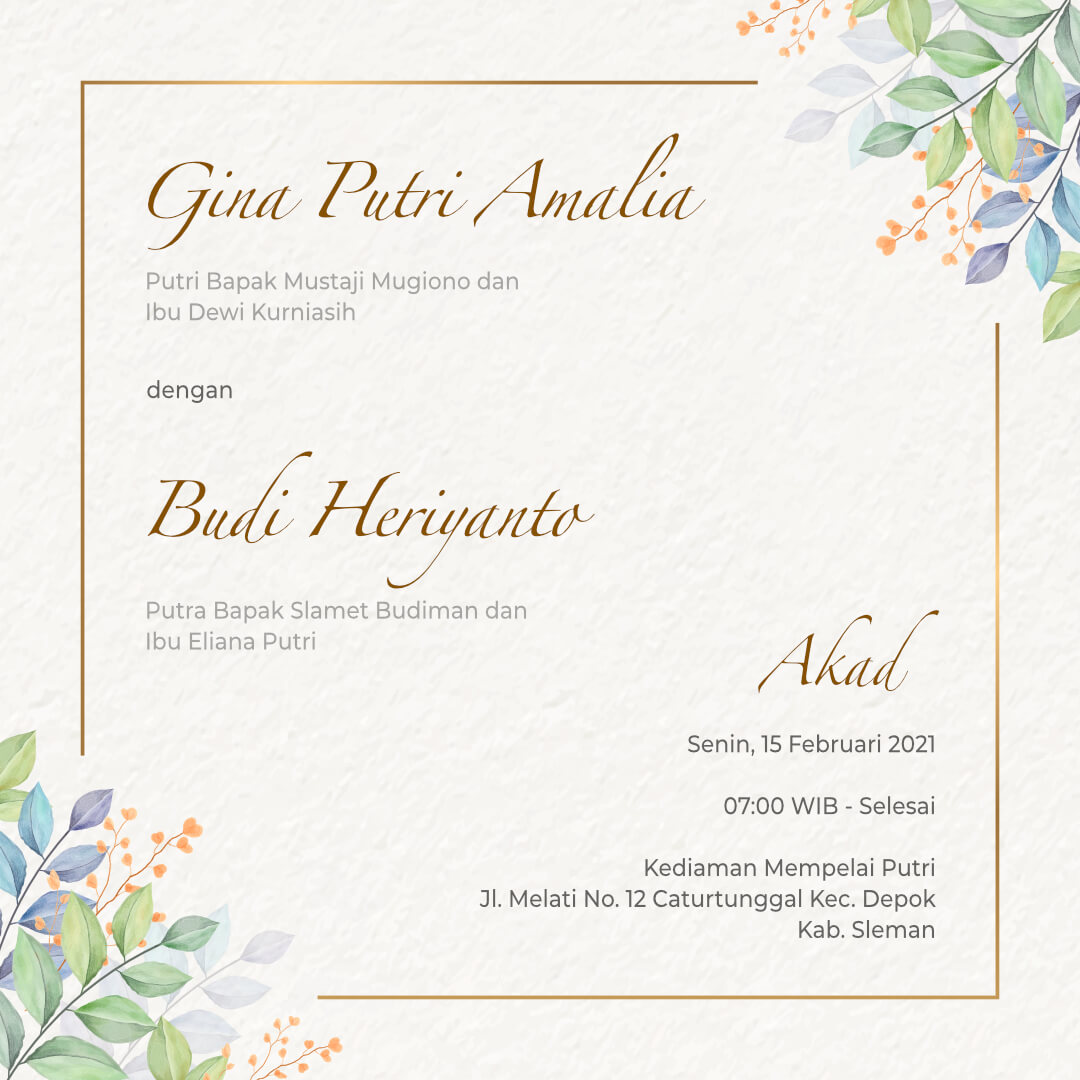 Gina Putri Amalia
Putri Bapak Mustaji Mugiono dan
Ibu Dewi Kurniasih
dengan
Budi Heriyanto
Putra Bapak Slamet Budiman dan
Ibu Eliana Putri
Akad
Senin, 15 Februari 2021
07:00 WIB - Selesai
Kediaman Mempelai Putri
Jl. Melati No. 12 Caturtunggal Kec. Depok
Kab. Sleman